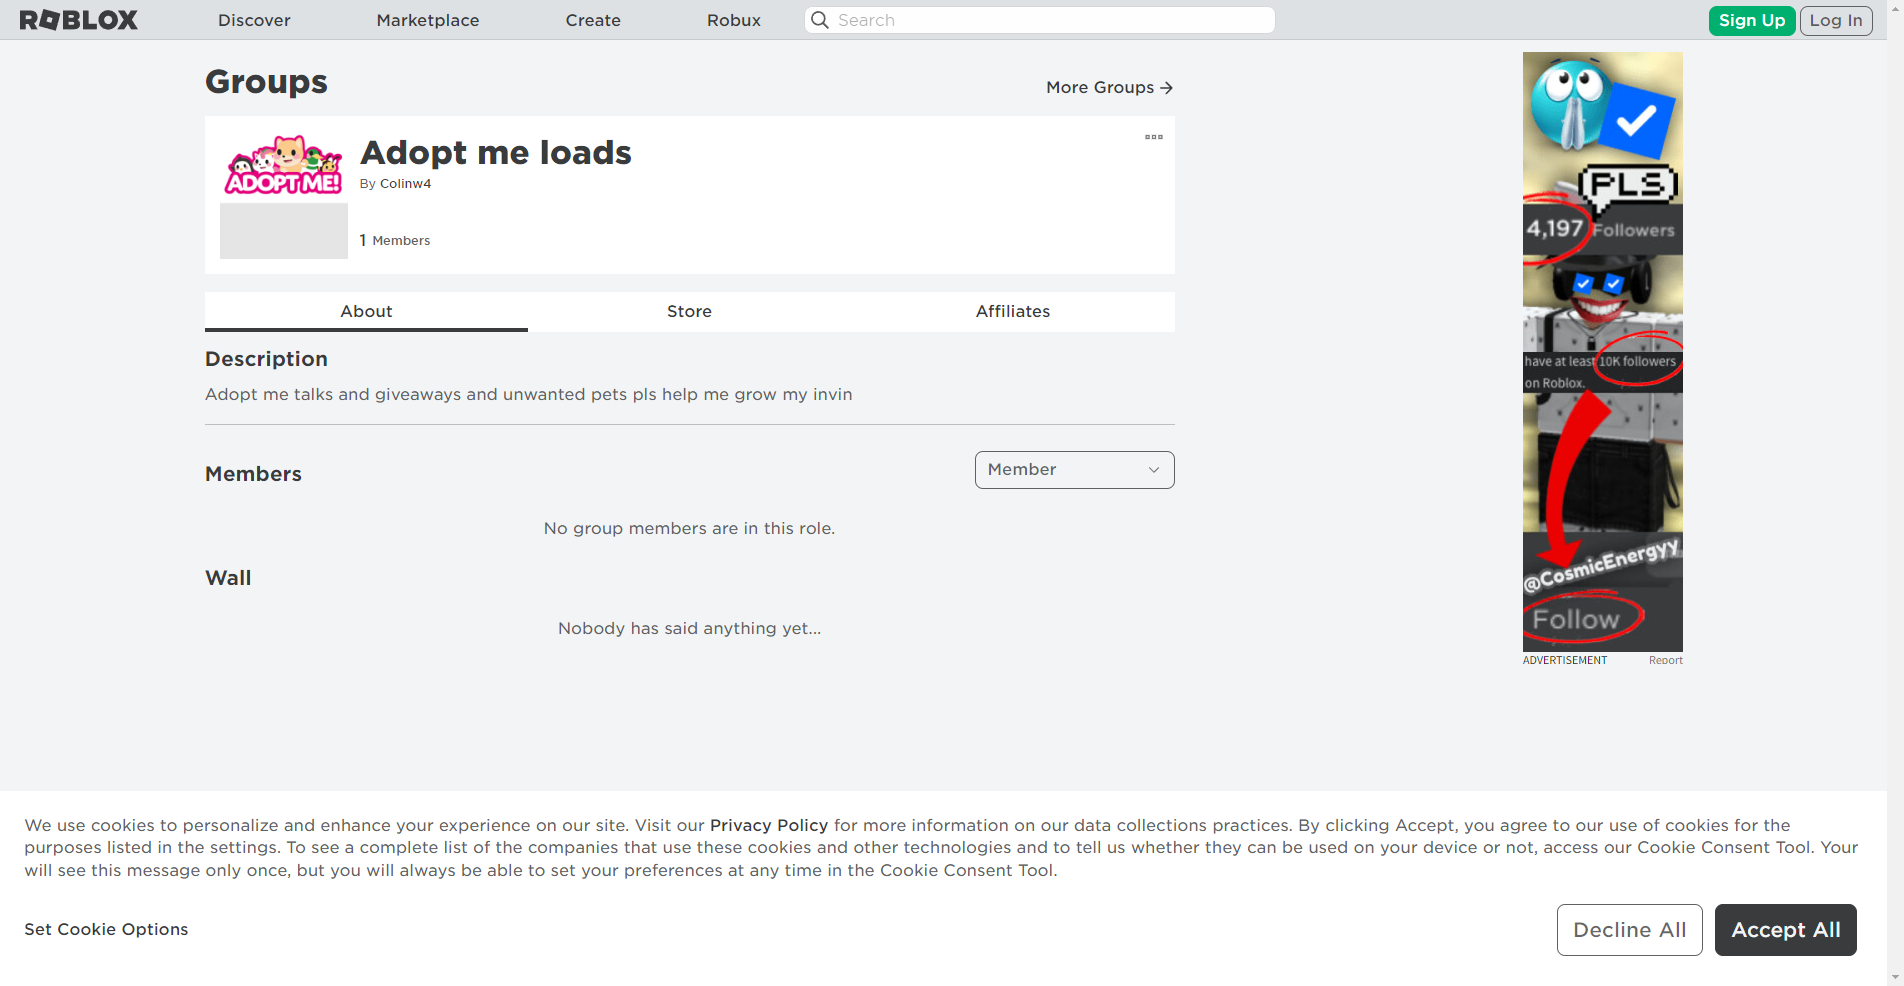 ROBLOX
Discover
Marketplace
Create
Robux
Search
Sign Up
Log In
Groups
More Groups
ADOPT ME!
Adopt me loads
By Colinw4
1 Members
About
Store
Affiliates
Description
Adopt me talks and giveaways and unwanted pets pls help me grow my invin
Members
Member
No group members are in this role.
Wall
Nobody has said anything yet...
PLS
4,197 Followers
have at least 10K followers
on Roblox.
@CosmicEnergyy
Follow
ADVERTISEMENT
Report
We use cookies to personalize and enhance your experience on our site. Visit our Privacy Policy for more information on our data collections practices. By clicking Accept, you agree to our use of cookies for the
purposes listed in the settings. To see a complete list of the companies that use these cookies and other technologies and to tell us whether they can be used on your device or not, access our Cookie Consent Tool. Your
will see this message only once, but you will always be able to set your preferences at any time in the Cookie Consent Tool.
Set Cookie Options
Decline All
Accept All